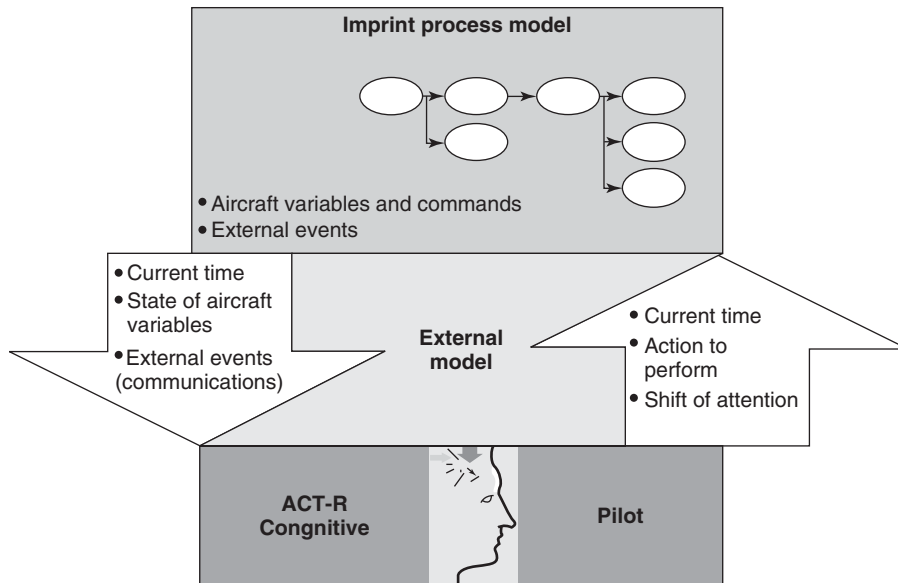 Imprint process model
• Aircraft variables and commands
• External events
• Current time
• State of aircraft
variables
• External events
(communications)
External
model
• Current time
• Action to
perform
• Shift of attention
ACT-R
Congnitive
Pilot